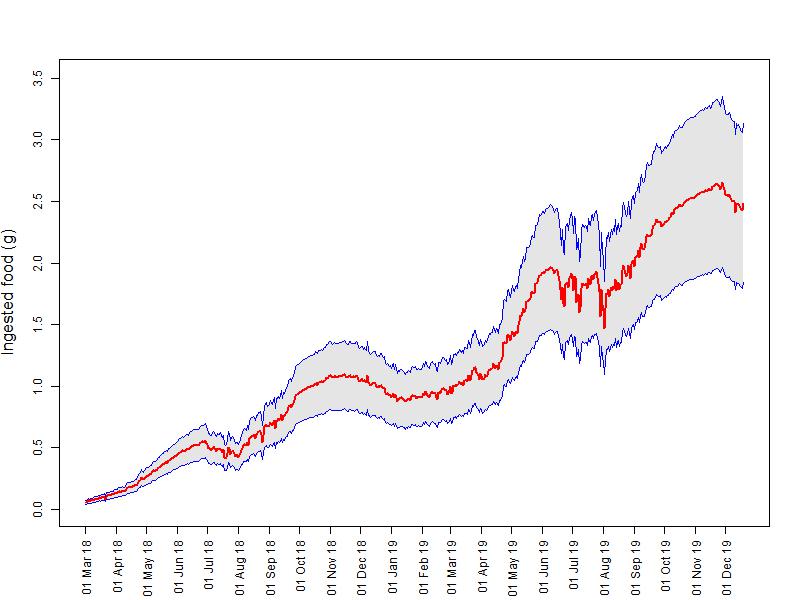 Ingested food (g)
3.5
3.0
2.5
2.0
1.5
1.0
0.5
0.0
01 Mar 18
01 Apr 18
01 May 18
01 Jun 18
01 Jul 18
01 Aug 18
01 Sep 18
01 Oct 18
01 Nov 18
01 Dec 18
01 Jan 19
01 Feb 19
01 Mar 19
01 Apr 19
01 May 19
01 Jun 19
01 Jul 19
01 Aug 19
01 Sep 19
01 Oct 19
01 Nov 19
01 Dec 19